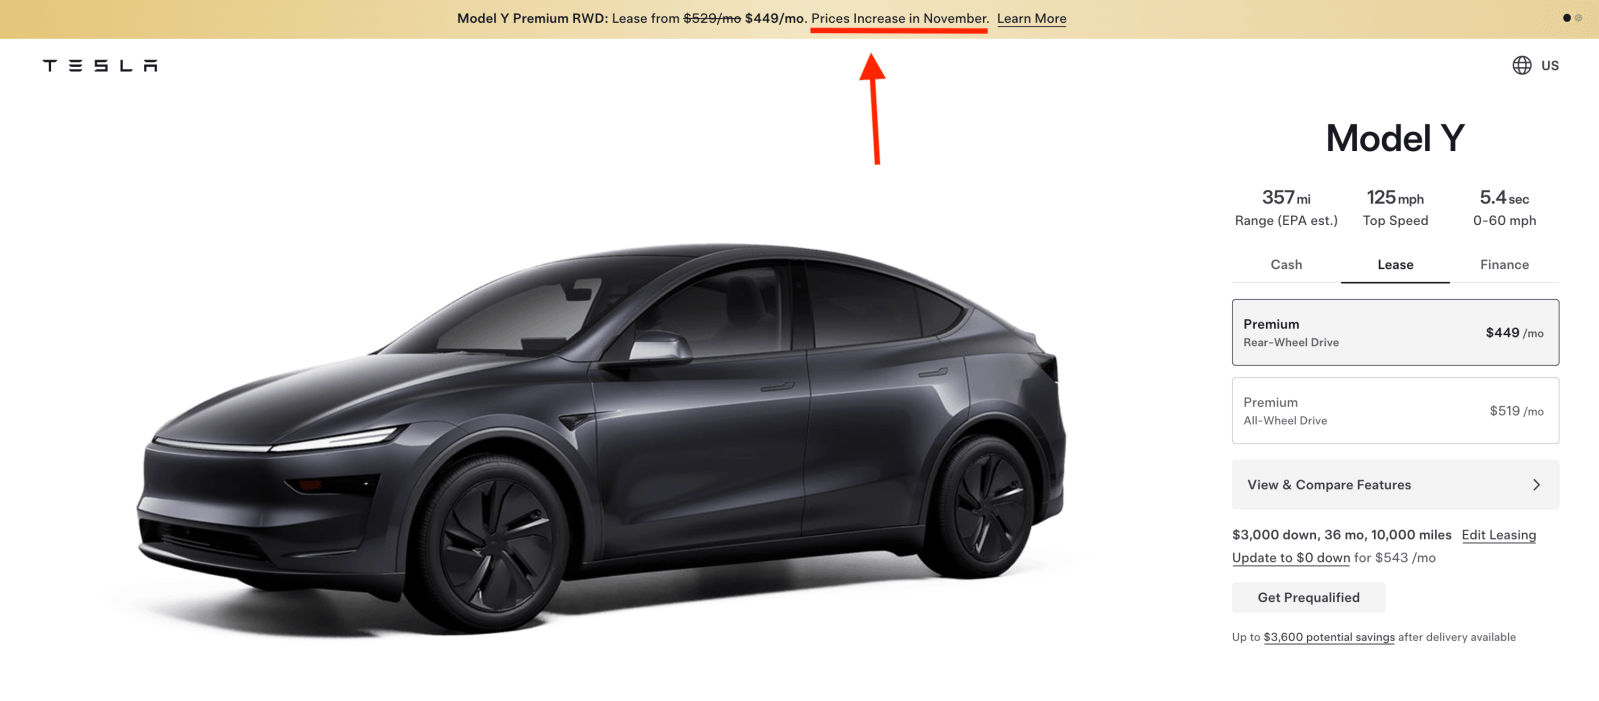 Model Y Premium RWD: Lease from $529/mo $449/mo. Prices Increase in November. Learn More
TESLA
US
Model Y
357 mi 125 mph 5.4 sec
Range (EPA est.) Top Speed 0-60 mph
Cash Lease Finance
Premium
Rear-Wheel Drive
$449 /mo
Premium
All-Wheel Drive
$519 /mo
View & Compare Features
$3,000 down, 36 mo, 10,000 miles Edit Leasing
Update to $0 down for $543 /mo
Get Prequalified
Up to $3,600 potential savings after delivery available